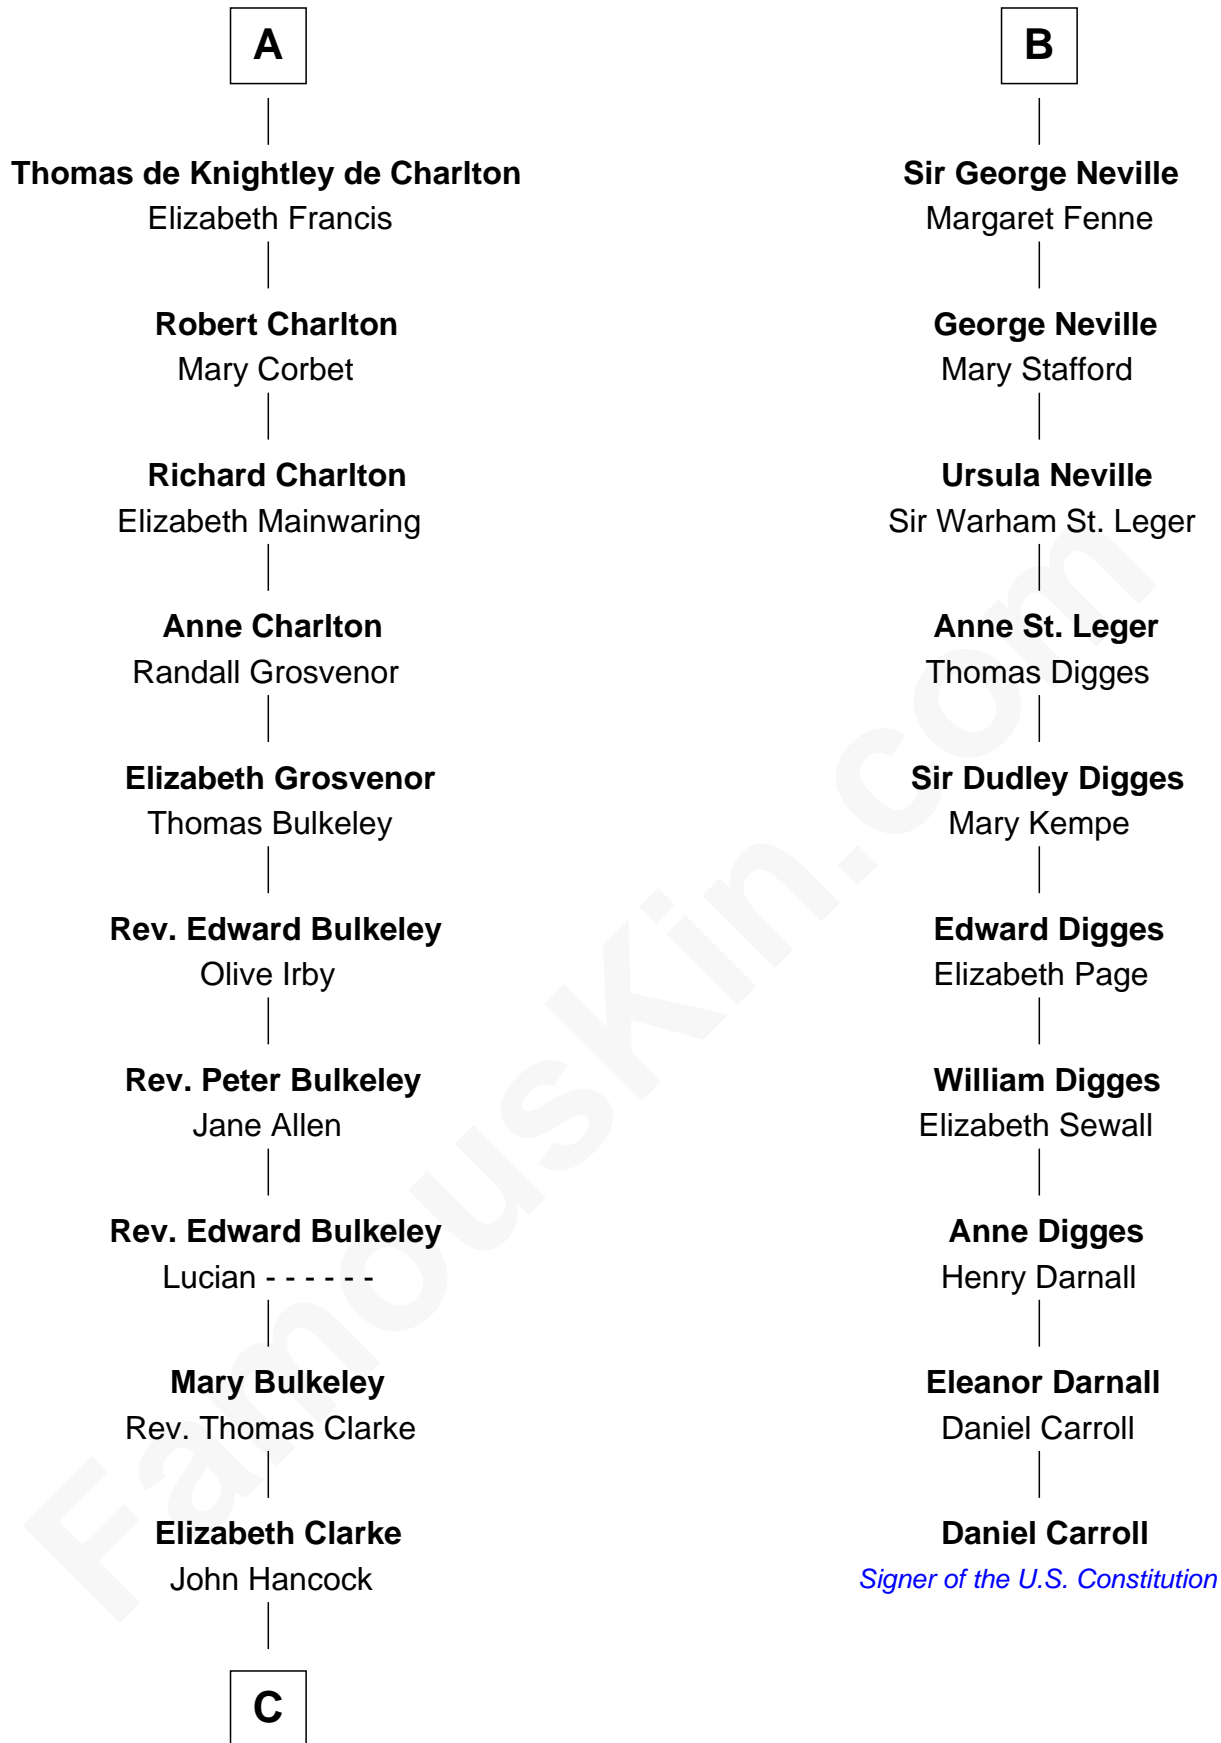 A
Thomas de Knightley de Charlton
Elizabeth Francis
Robert Charlton
Mary Corbet
Richard Charlton
Elizabeth Mainwaring
Anne Charlton
Randall Grosvenor
Elizabeth Grosvenor
Thomas Bulkeley
Rev. Edward Bulkeley
Olive Irby
Rev. Peter Bulkeley
Jane Allen
Rev. Edward Bulkeley
Lucian - - - - - -
Mary Bulkeley
Rev. Thomas Clarke
Elizabeth Clarke
John Hancock
C
B
Sir George Neville
Margaret Fenne
George Neville
Mary Stafford
Ursula Neville
Sir Warham St. Leger
Anne St. Leger
Thomas Digges
Sir Dudley Digges
Mary Kempe
Edward Digges
Elizabeth Page
William Digges
Elizabeth Sewall
Anne Digges
Henry Darnall
Eleanor Darnall
Daniel Carroll
Daniel Carroll
Signer of the U.S. Constitution
FamousKin.com